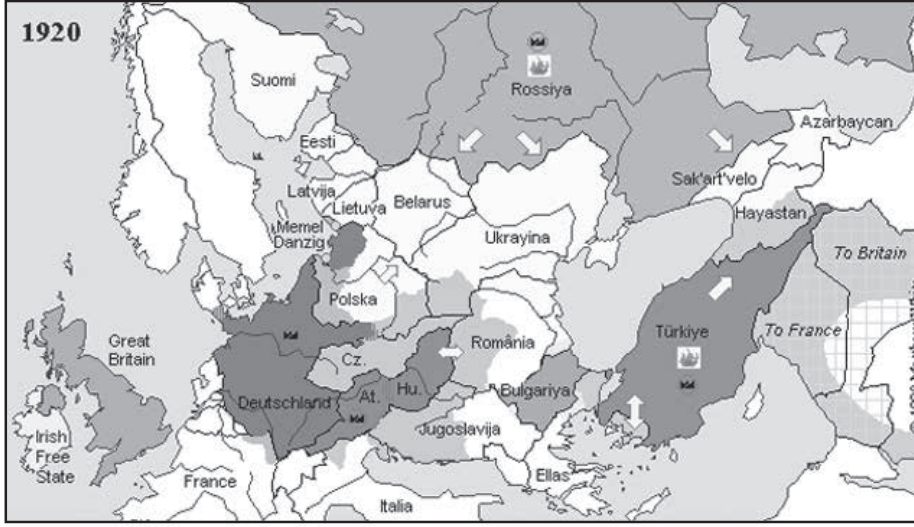 1920
Suomi
Rossiya
Azarbaycan
Eesti
Sak'art'velo
Latvija
Lietuva
Belarus
Hayastan
Memel
Danzig
Ukrayina
To Britain
Polska
Great
Britain
Türkiye
To France
România
Cz.
Deutschland
At.
Hu.
Bulgariya
Irish
Free
State
Jugoslavija
Ellas
France
Italia